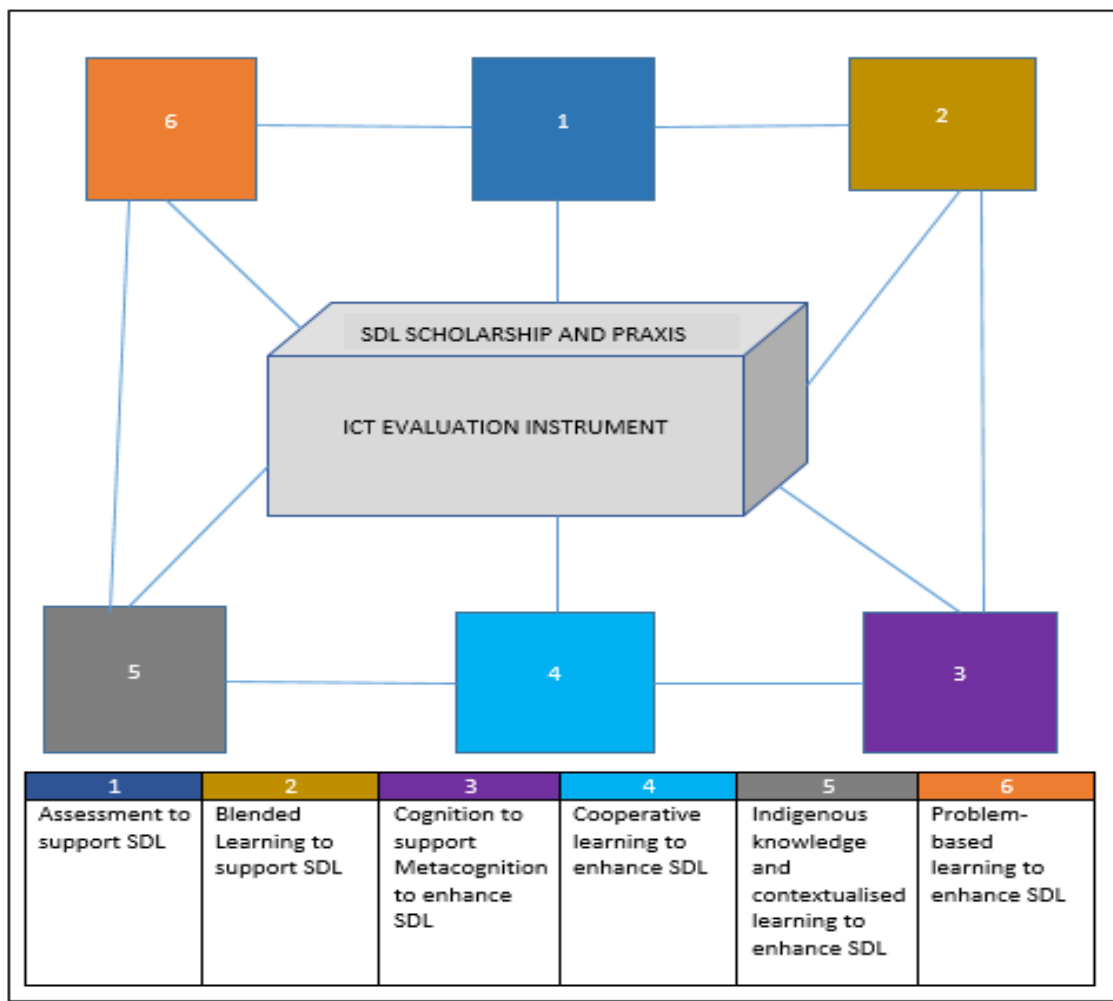 6
1
2
SDL SCHOLARSHIP AND PRAXIS
ICT EVALUATION INSTRUMENT
5
4
3
1
2
3
4
5
6
Assessment to
support SDL
Blended
Learning to
support SDL
Cognition to
support
Metacognition
to enhance
SDL
Cooperative
learning to
enhance SDL
Indigenous
knowledge
and
contextualised
learning to
enhance SDL
Problem-
based
learning to
enhance SDL